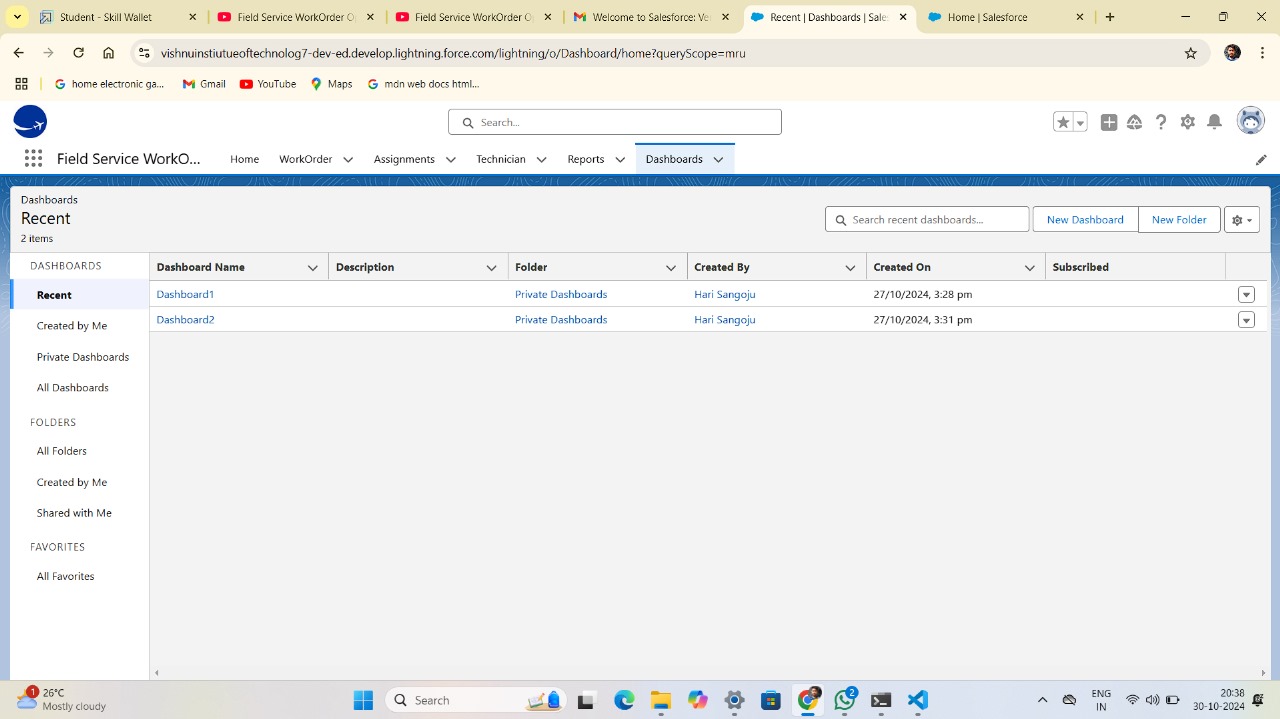 Student - Skill Wallet
Field Service WorkOrder Op
Field Service WorkOrder Op
Welcome to salesforce: Ve
Recent | Dashboards | Sales
Home | Salesforce
vishnuinstiutueoftechnolog7-dev-ed.develop.lightning.force.com/lightning/o/Dashboard/home?queryScope=mru
home electronic ga...
Gmail
YouTube
Maps
mdn web docs html...
Search...
Field Service WorkO...
Home
WorkOrder
Assignments
Technician
Reports
Dashboards
Dashboards
Recent
2 items
Search recent dashboards...
New Dashboard
New Folder
DASHBOARDS
Recent
Created by Me
Private Dashboards
All Dashboards
FOLDERS
All Folders
Created by Me
Shared with Me
FAVORITES
All Favorites
Dashboard Name Description Folder Created By Created On Subscribed
Dashboard1 Private Dashboards Hari Sangoju 27/10/2024, 3:28 pm
Dashboard2 Private Dashboards Hari Sangoju 27/10/2024, 3:31 pm
1
26°C
Mostly cloudy
Search
2
ENG
IN
20:38
30-10-2024